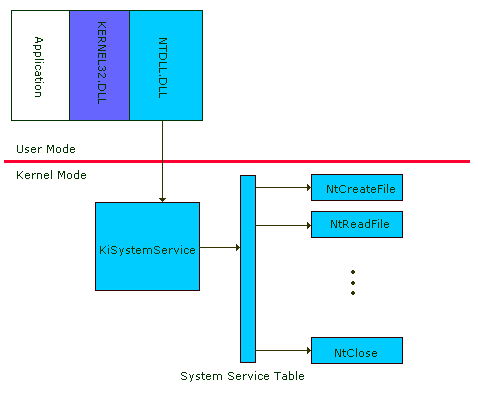 Application
KERNEL32.DLL
NTDLL.DLL
User Mode
Kernel Mode
KiSystemService
NtCreateFile
NtReadFile
NtClose
System Service Table